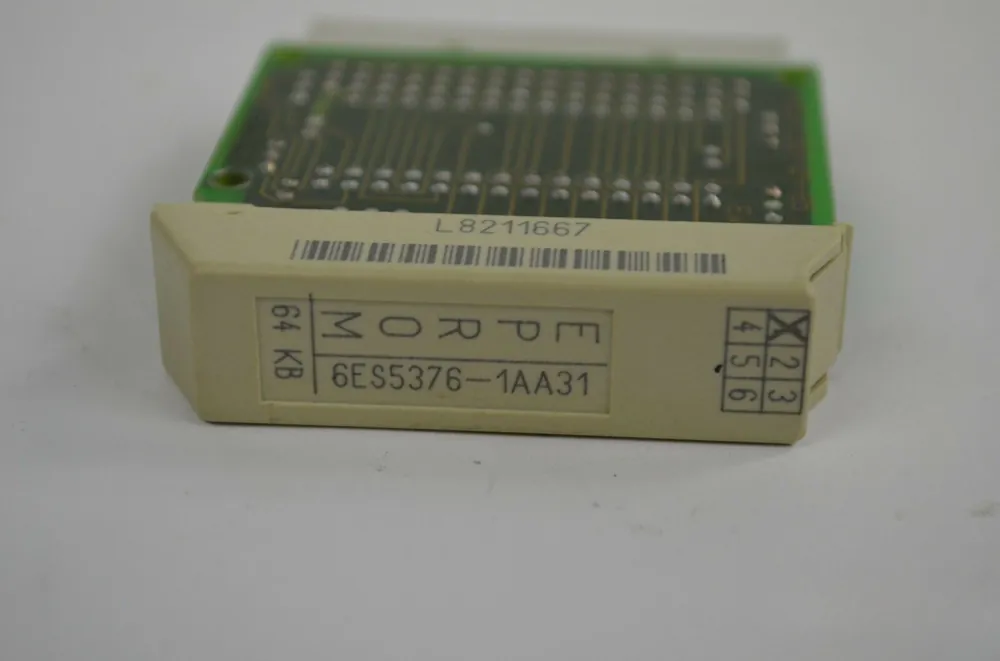 L8211667
EPROM
64 KB
6ES5376-1AA31
X 2 3
4 5 6